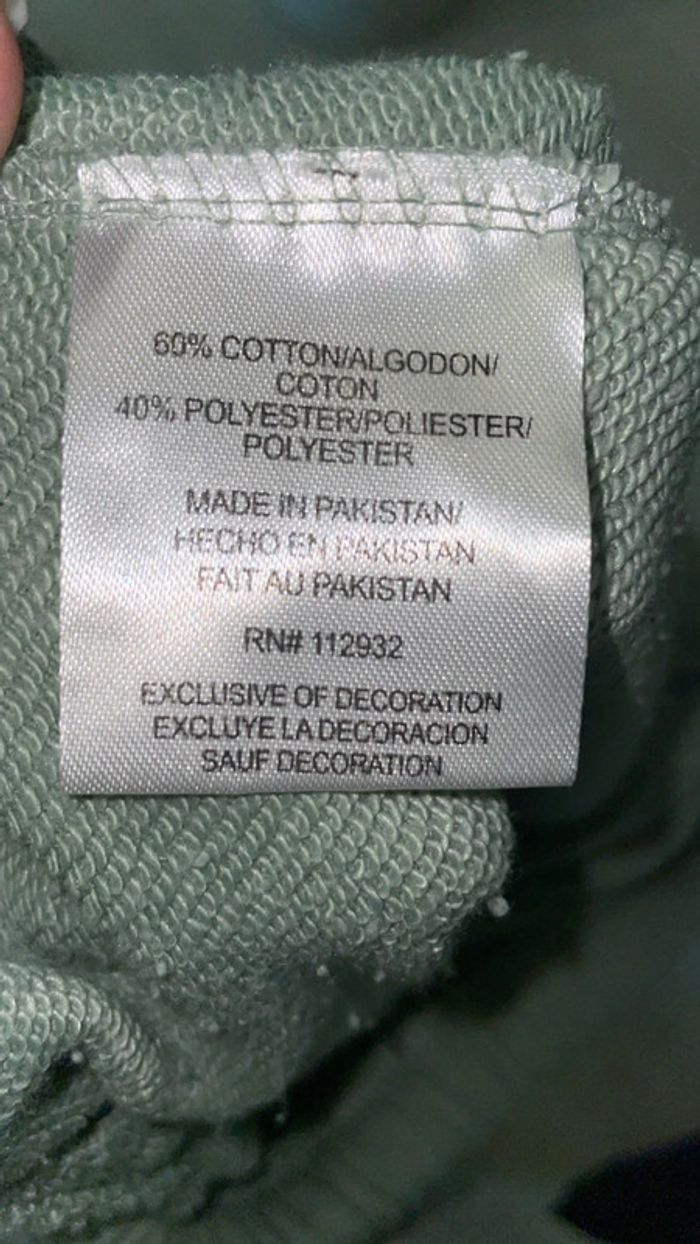 60% COTTON/ALGODON/
COTON
40% POLYESTER/POLIESTER/
POLYESTER
MADE IN PAKISTAN/
HECHO EN PAKISTAN
FAIT AU PAKISTAN
RN# 112932
EXCLUSIVE OF DECORATION
EXCLUYE LA DECORACION
SAUF DECORATION